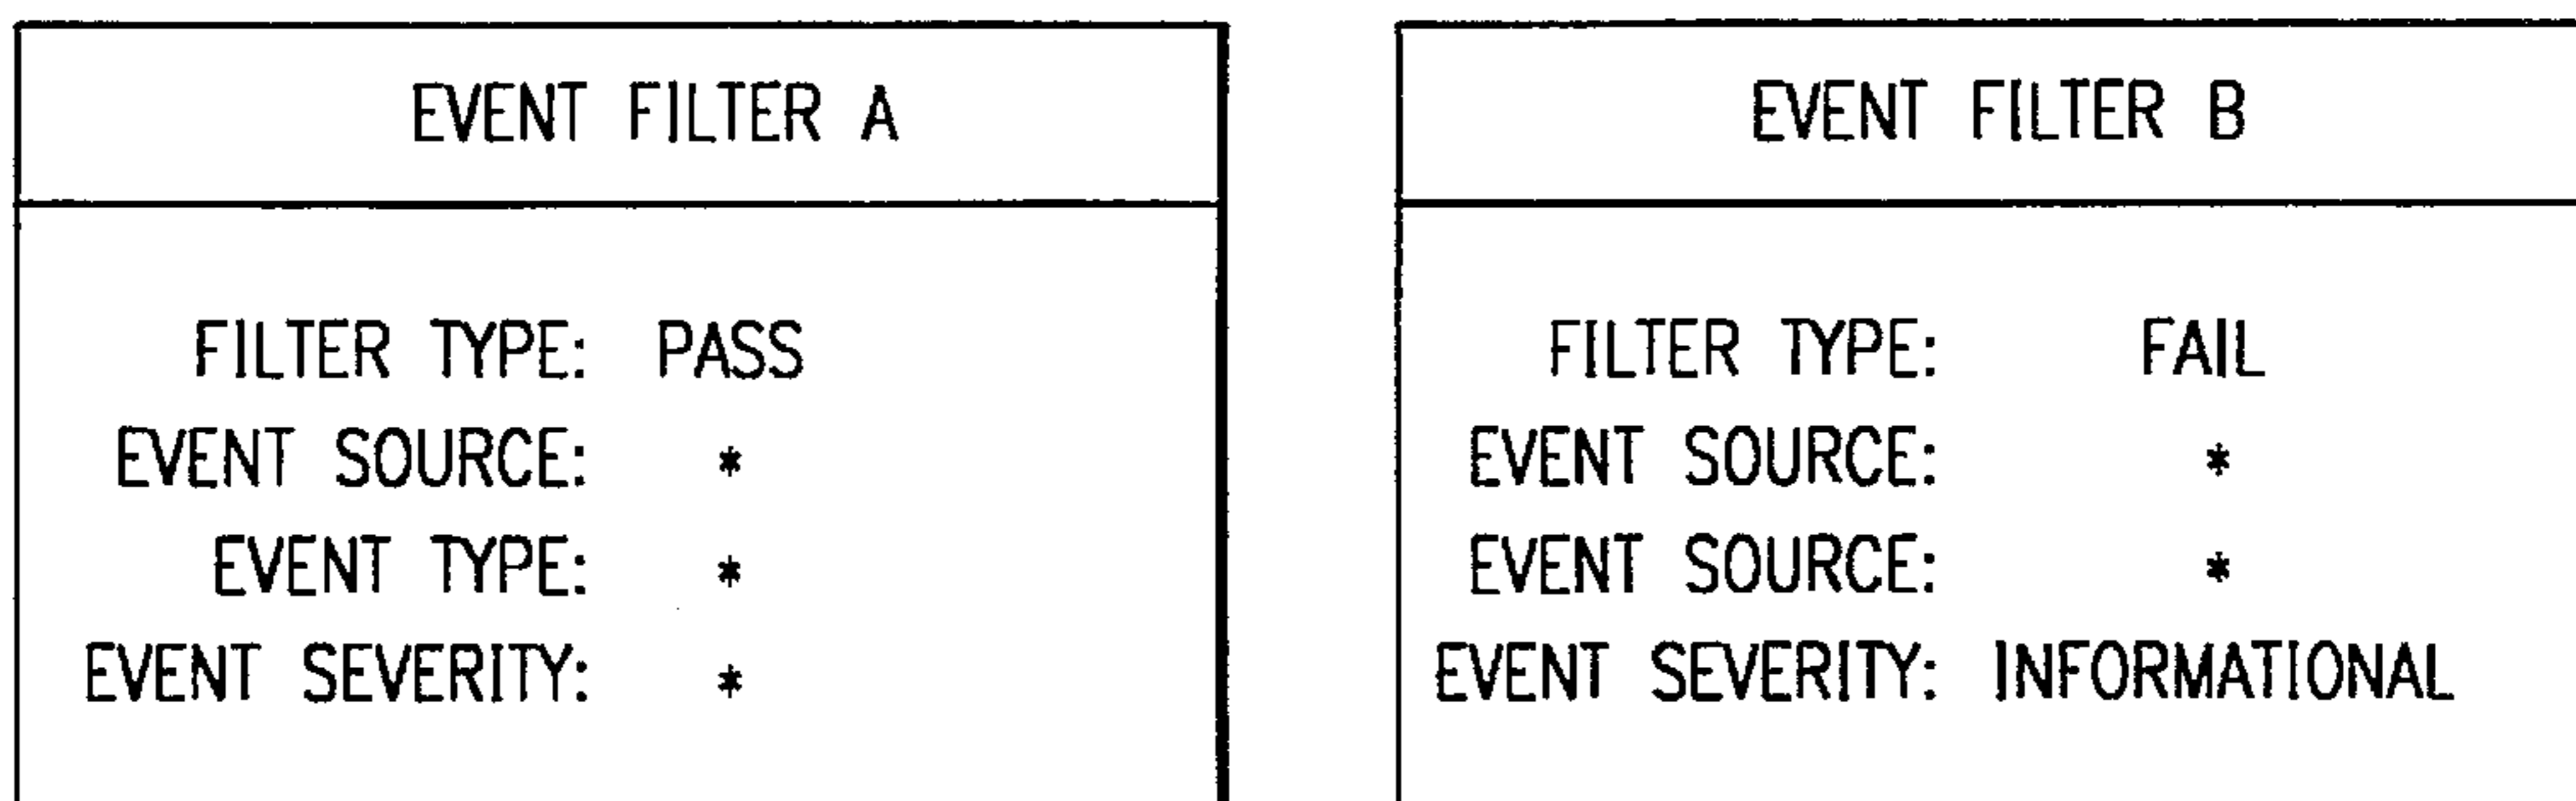 EVENT FILTER A
FILTER TYPE: PASS
EVENT SOURCE: *
EVENT TYPE: *
EVENT SEVERITY: *
EVENT FILTER B
FILTER TYPE: FAIL
EVENT SOURCE: *
EVENT SOURCE: *
EVENT SEVERITY: INFORMATIONAL